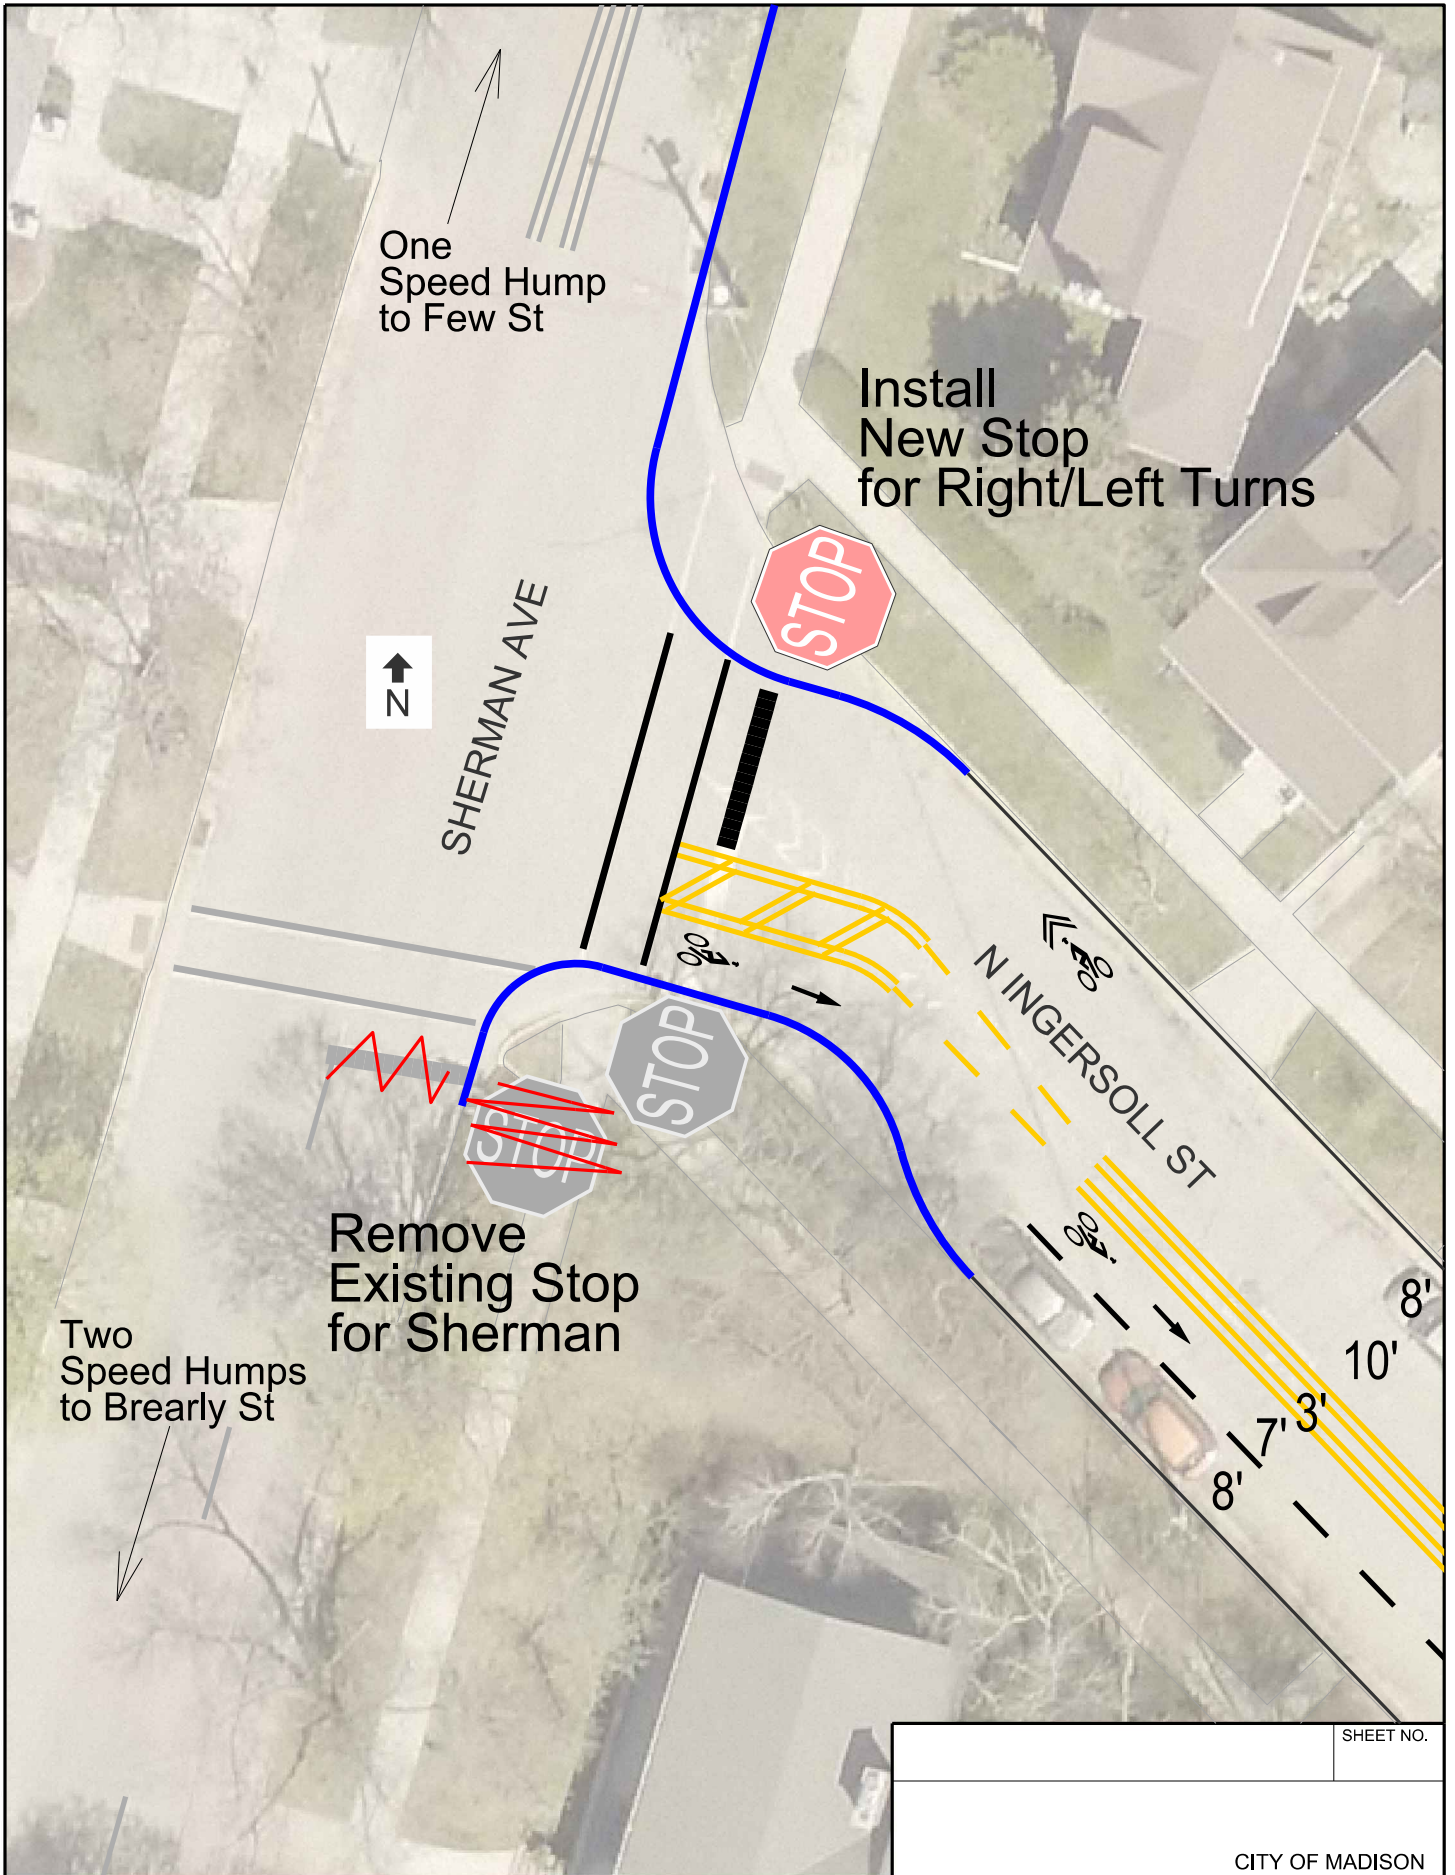 One
Speed Hump
to Few St
Install
New Stop
for Right/Left Turns
STOP
N
SHERMAN AVE
STOP
STOP
N INGERSOLL ST
Remove
Existing Stop
for Sherman
Two
Speed Humps
to Brearly St
8'
10'
3'
7'
8'
SHEET NO.
CITY OF MADISON